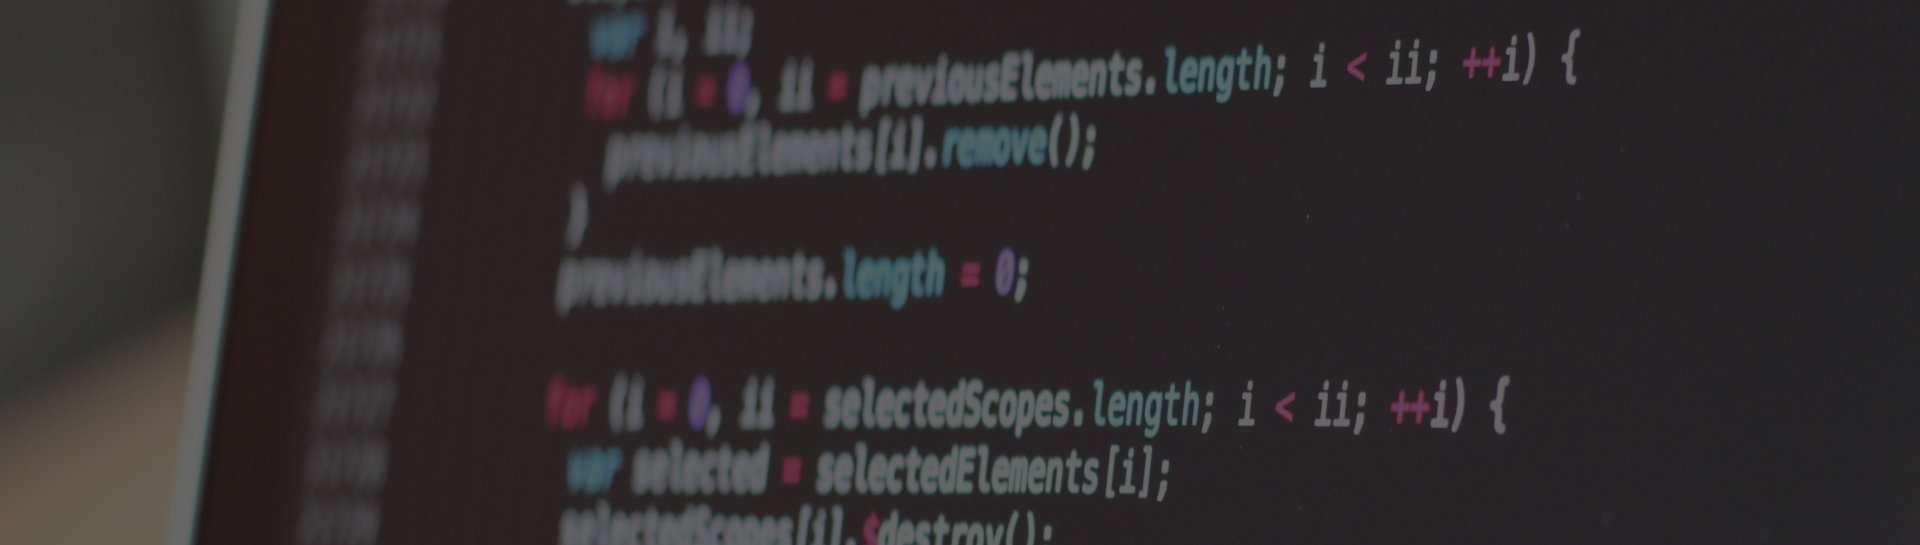 var i, ii;
for (i = 0, ii = previousElements.length; i < ii; ++i) {
previousElements[i].remove();
}
previousElements.length = 0;
for (i = 0, ii = selectedScopes.length; i < ii; ++i) {
var selected = selectedElements[i];
selectedScopes[i].$destroy();